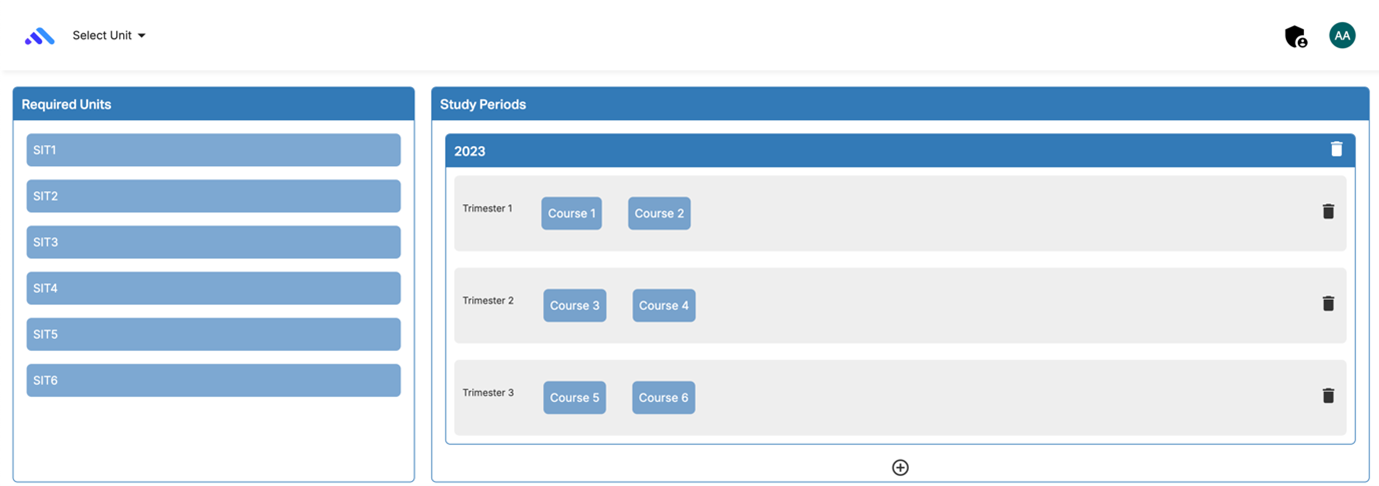 Select Unit
AA
Required Units
SIT1
SIT2
SIT3
SIT4
SIT5
SIT6
Study Periods
2023
Trimester 1 Course 1 Course 2
Trimester 2 Course 3 Course 4
Trimester 3 Course 5 Course 6